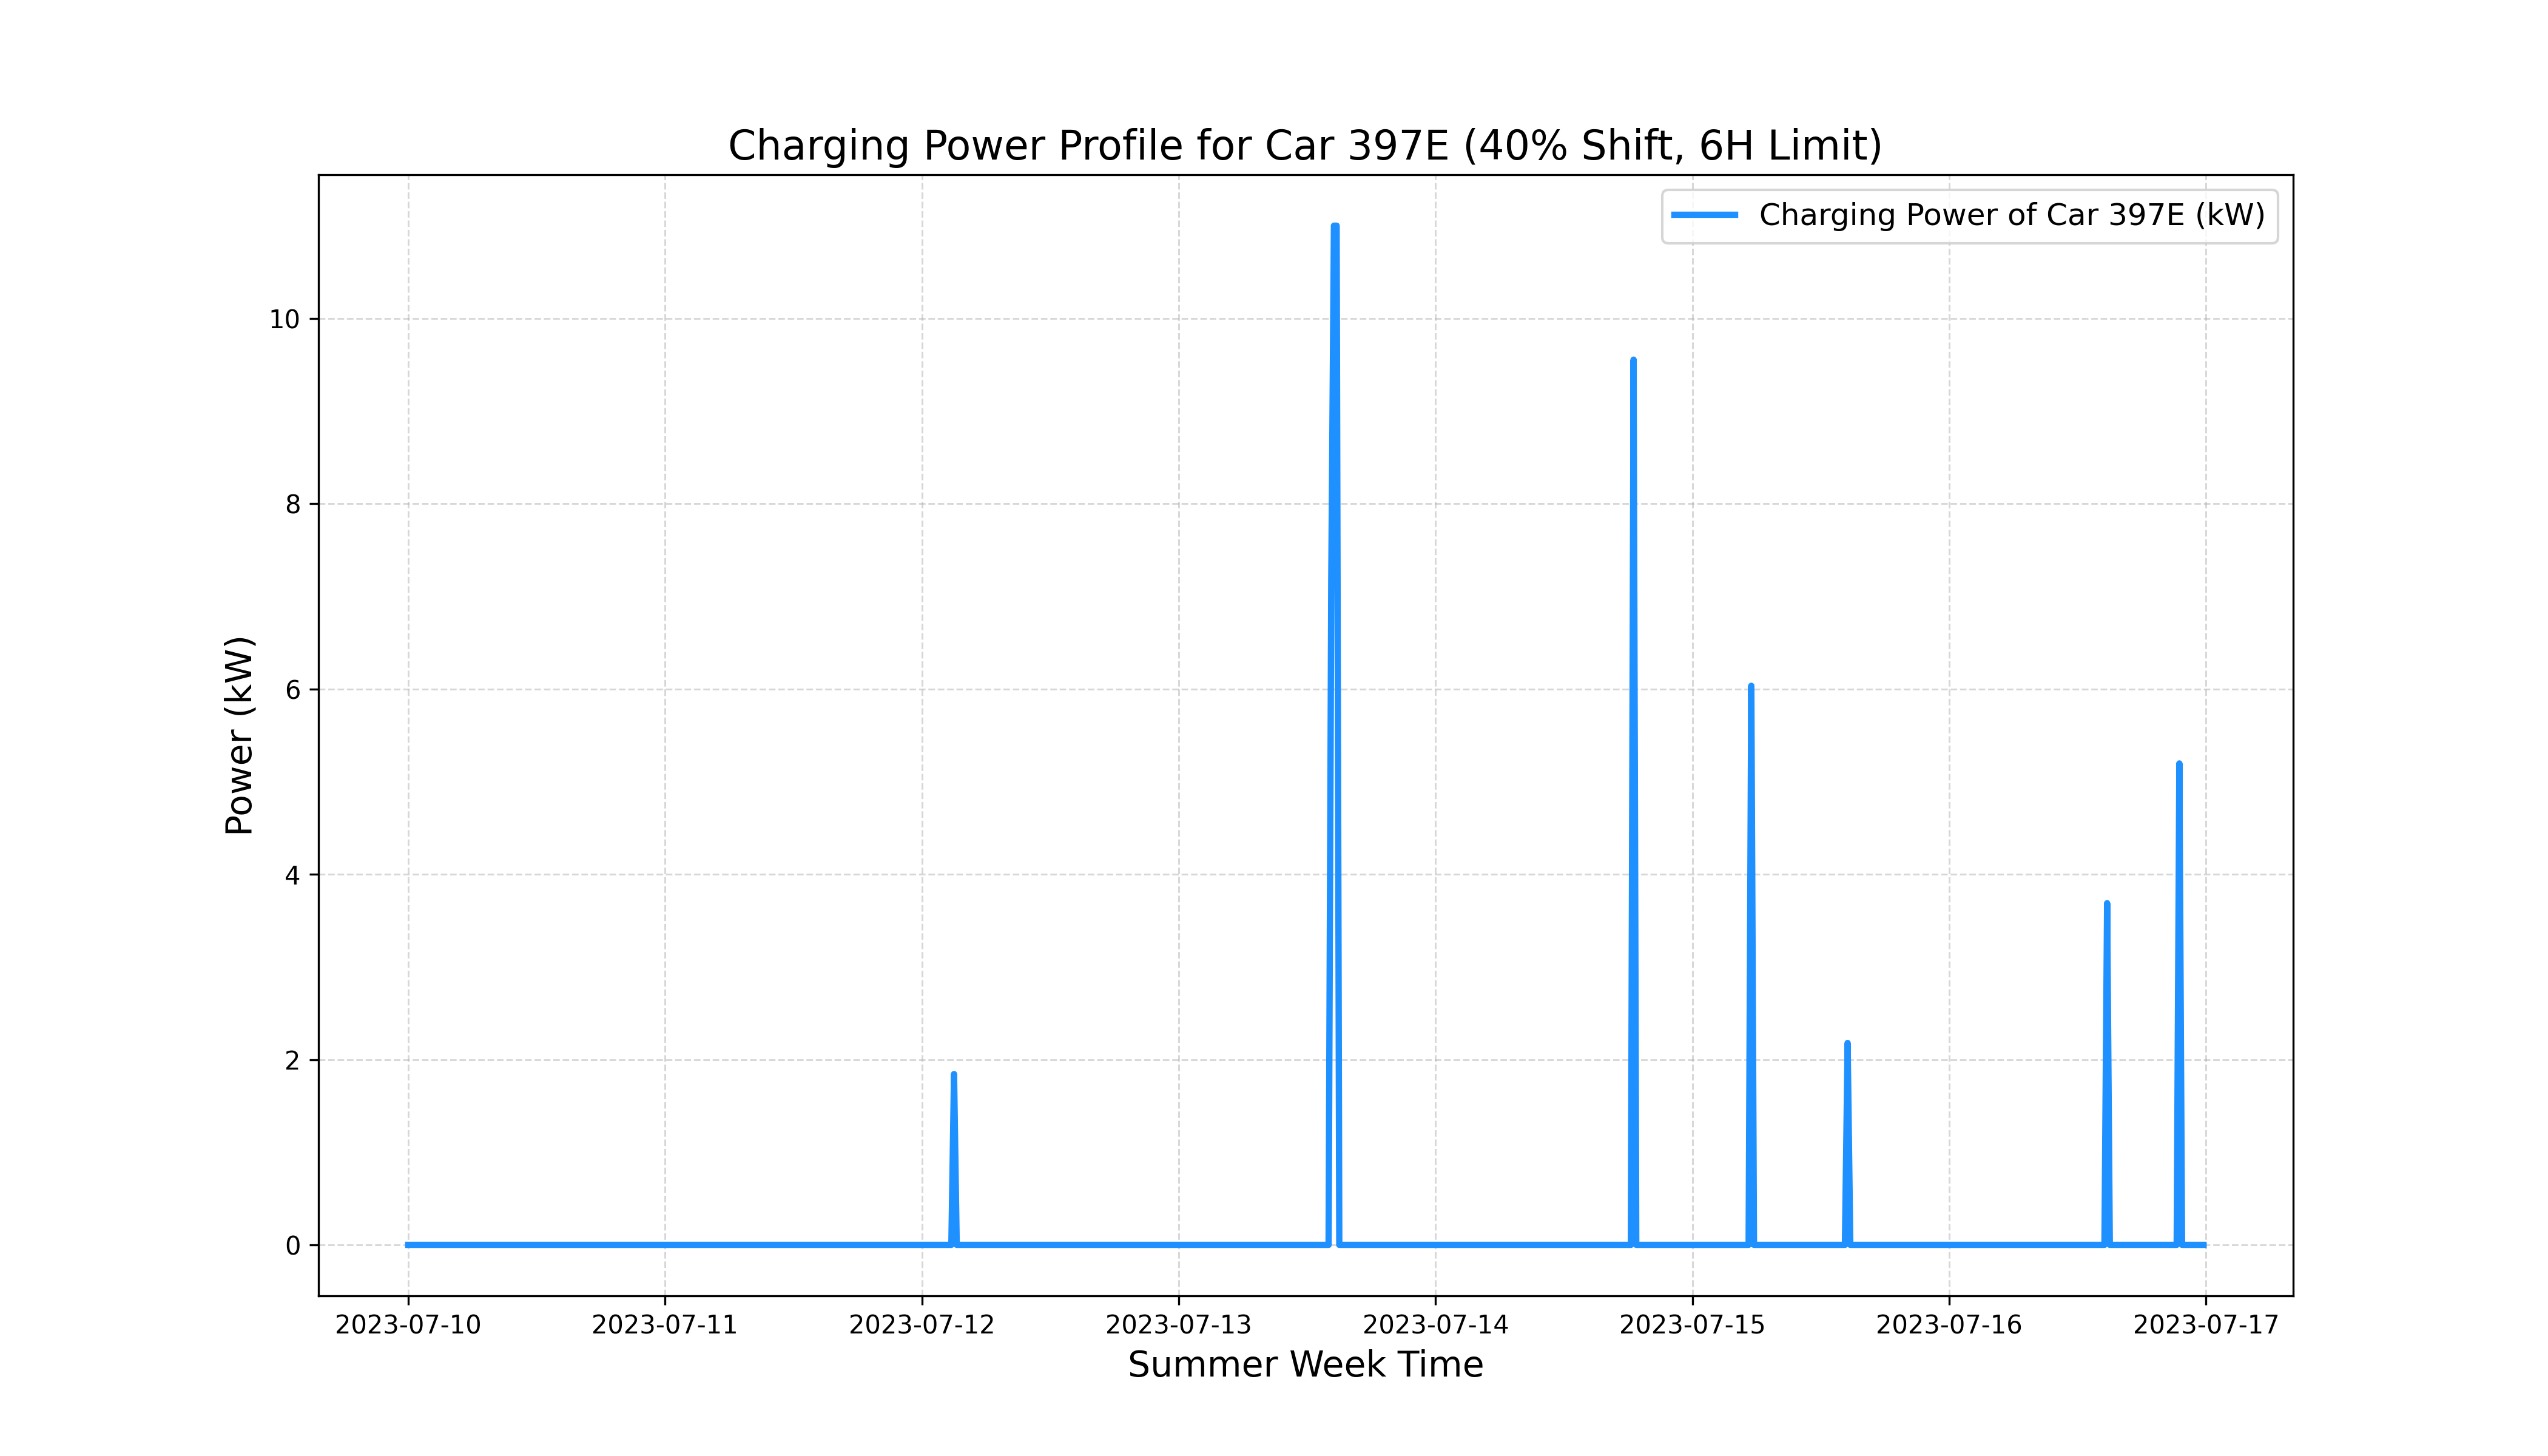 Charging Power Profile for Car 397E (40% Shift, 6H Limit)
Charging Power of Car 397E (kW)
Power (kW)
10
8
6
4
2
0
2023-07-10 2023-07-11 2023-07-12 2023-07-13 2023-07-14 2023-07-15 2023-07-16 2023-07-17
Summer Week Time